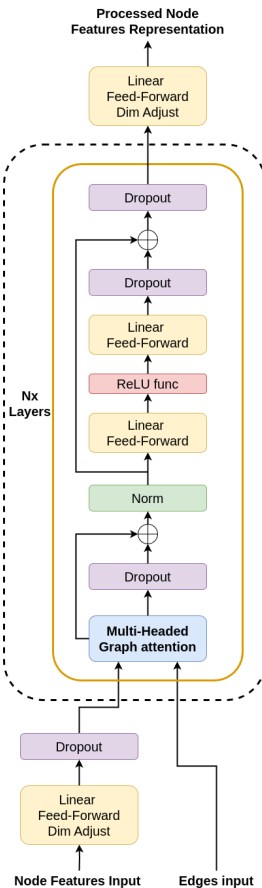 Processed Node
Features Representation
Linear
Feed-Forward
Dim Adjust
Dropout
Dropout
Linear
Feed-Forward
ReLU func
Nx
Layers
Linear
Feed-Forward
Norm
Dropout
Multi-Headed
Graph attention
Dropout
Linear
Feed-Forward
Dim Adjust
Node Features Input
Edges input